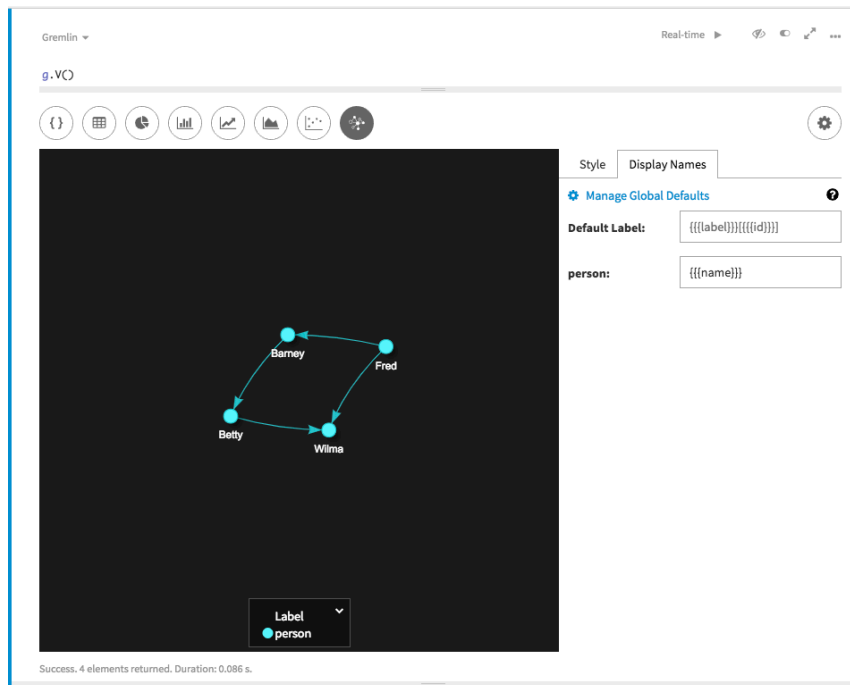 Gremlin
Real-time
g.V()
{ }
Style
Display Names
Manage Global Defaults
?
Default Label:
{{{label}}}[{{{id}}}]
person:
{{{name}}}
Barney
Fred
Betty
Wilma
Label
person
Success. 4 elements returned. Duration: 0.086 s.